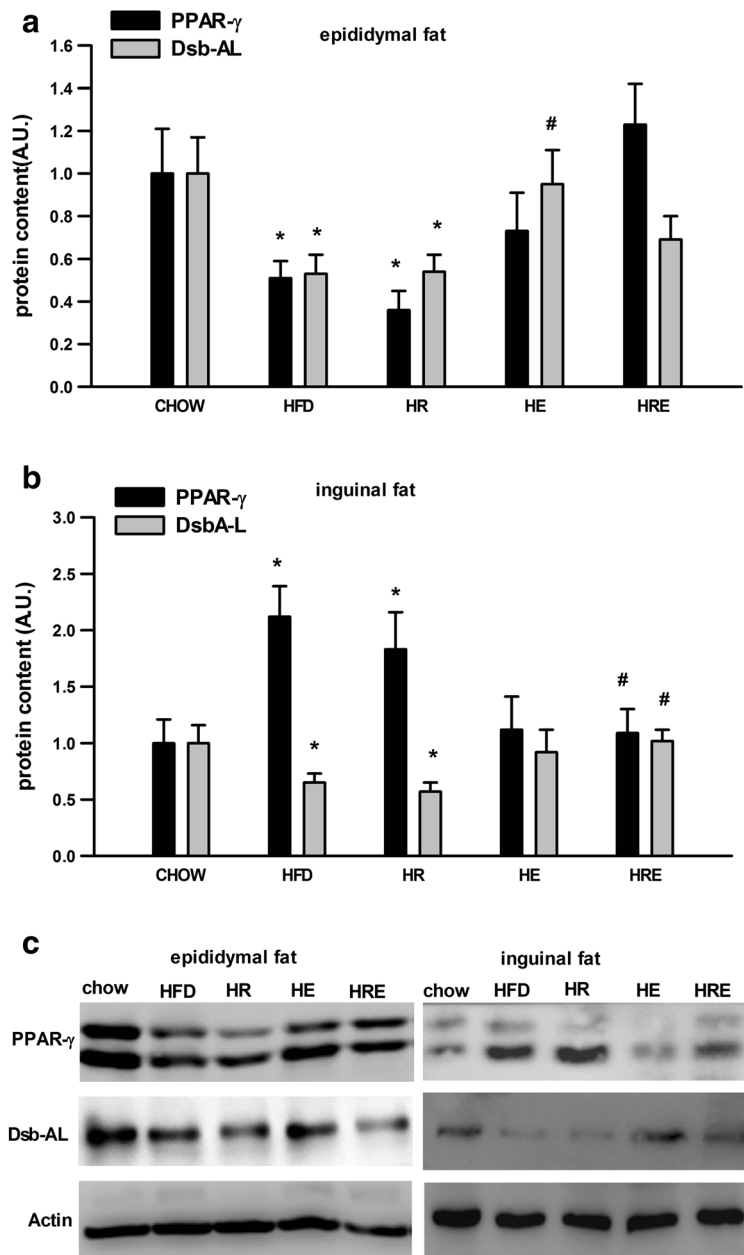 a
PPAR-γ
Dsb-AL
epididymal fat
protein content(A.U.)
1.6
1.4
1.2
1.0
0.8
0.6
0.4
0.2
0.0
* * * * #
CHOW HFD HR HE HRE
b
PPAR-γ
DsbA-L
inguinal fat
protein content (A.U.)
3.0
2.5
2.0
1.5
1.0
0.5
0.0
* * * * # #
CHOW HFD HR HE HRE
c
epididymal fat inguinal fat
chow HFD HR HE HRE chow HFD HR HE HRE
PPAR-γ
Dsb-AL
Actin